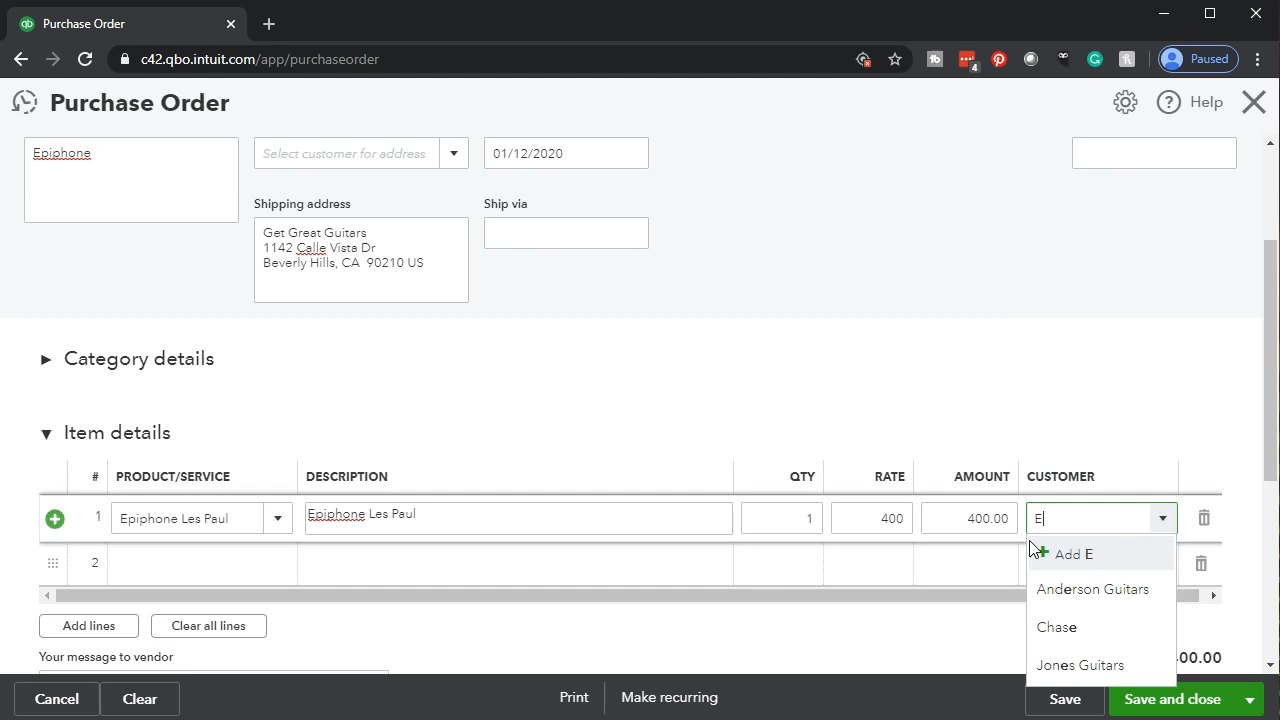 Purchase Order
c42.qbo.intuit.com/app/purchaseorder
4
Paused
Purchase Order
Help
Epiphone
Select customer for address
01/12/2020
Shipping address
Ship via
Get Great Guitars
1142 Calle Vista Dr
Beverly Hills, CA 90210 US
Category details
Item details
# PRODUCT/SERVICE DESCRIPTION QTY RATE AMOUNT CUSTOMER
1 Epiphone Les Paul Epiphone Les Paul 1 400 400.00 E
Add E
2
Anderson Guitars
Chase
Jones Guitars
Add lines Clear all lines
Your message to vendor
00.00
Cancel Clear Print Make recurring Save Save and close